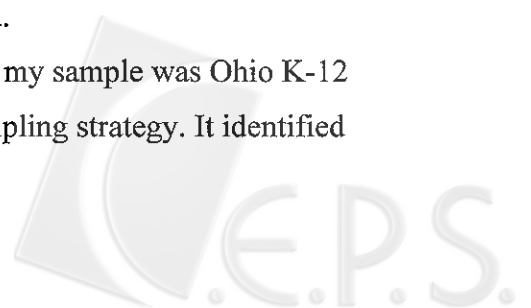 my sample was Ohio K-12
pling strategy. It identified
C.E.P.S.